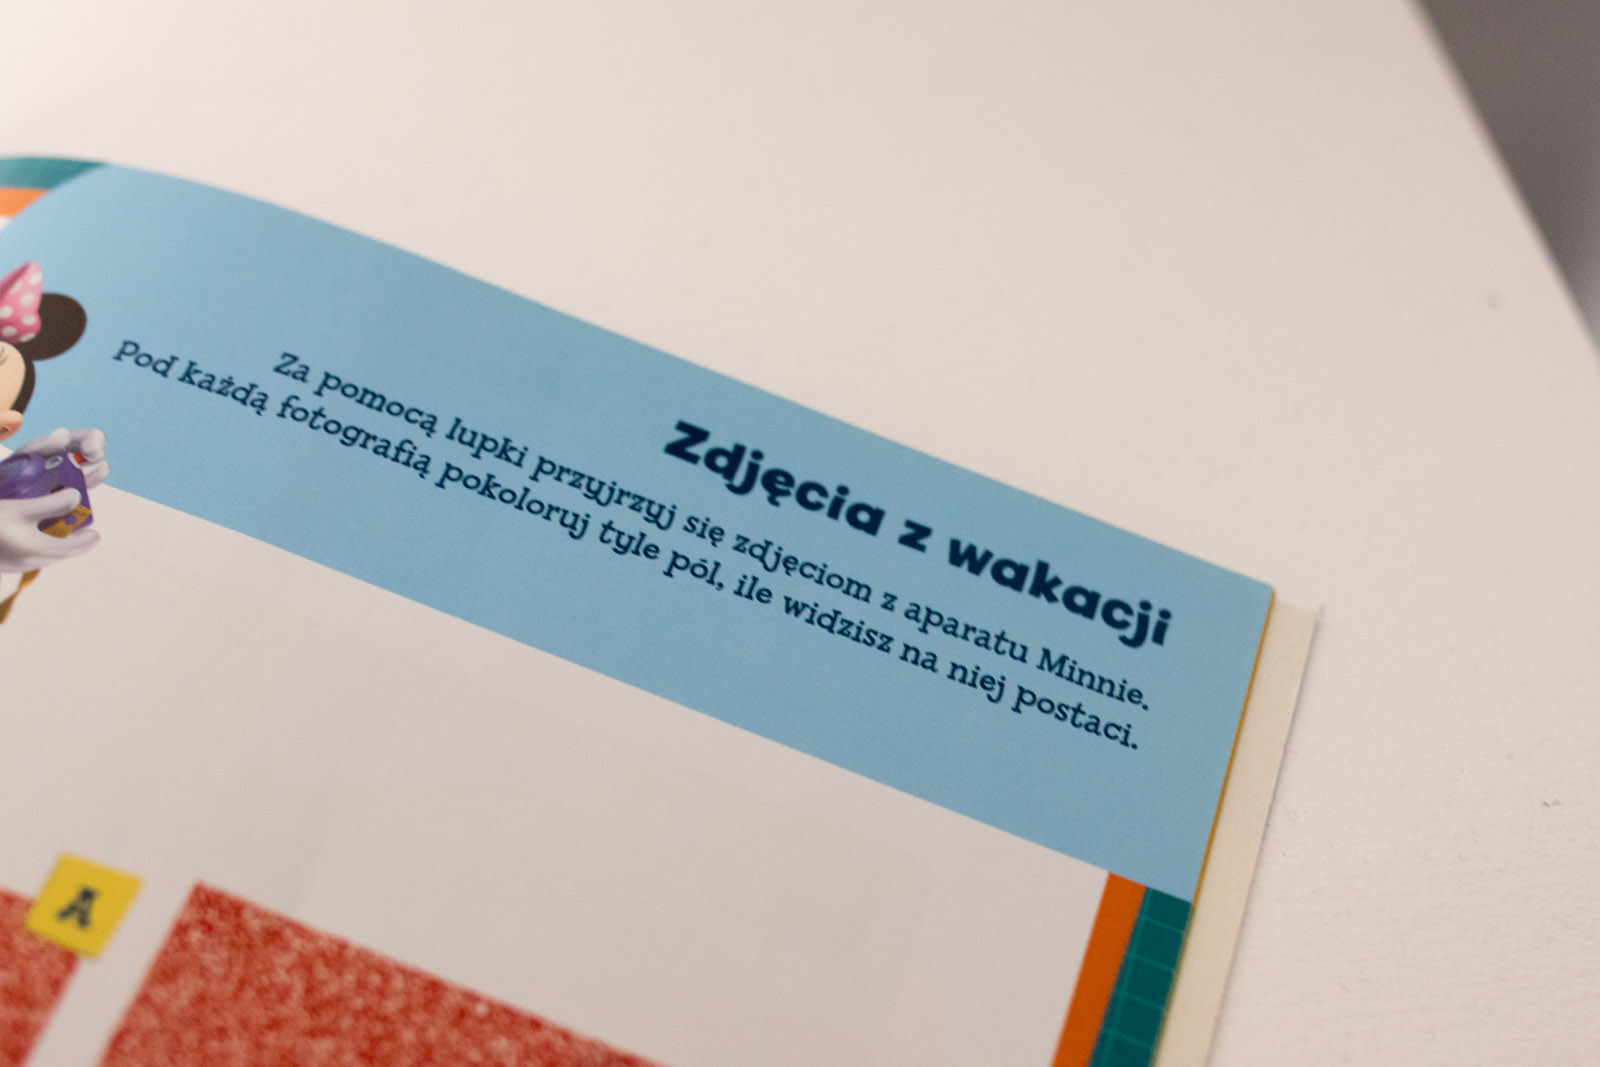 Zdjęcia z wakacji
Za pomocą lupki przyjrzyj się zdjęciom z aparatu Minnie.
Pod każdą fotografią pokoloruj tyle pól, ile widzisz na niej postaci.
A